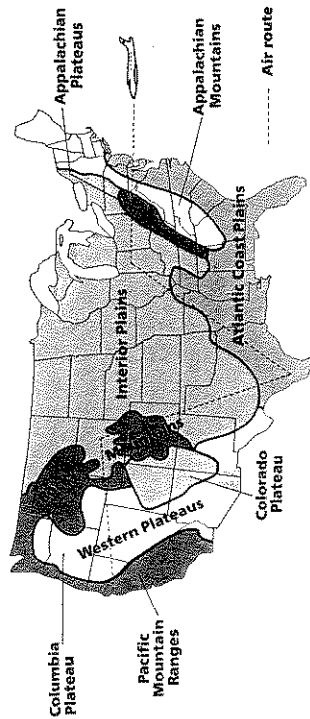 Appalachian
Plateaus
Appalachian
Mountains
Air route
Interior Plains
Atlantic Coast Plains
Western Plateaus
Colorado
Plateau
Columbia
Plateau
Pacific
Mountain
Ranges